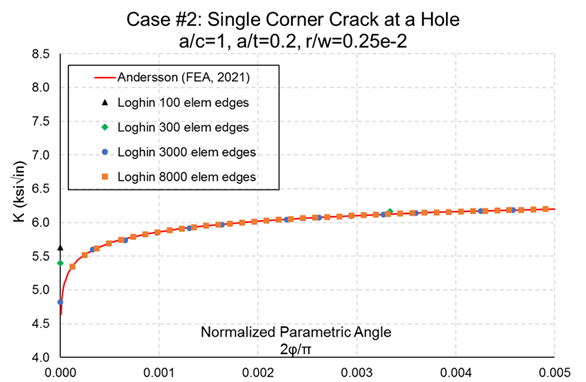 Case #2: Single Corner Crack at a Hole
a/c=1, a/t=0.2, r/w=0.25e-2
8.5
8.0
7.5
7.0
6.5
6.0
5.5
5.0
4.5
4.0
K (ksi√in)
Andersson (FEA, 2021)
Loghin 100 elem edges
Loghin 300 elem edges
Loghin 3000 elem edges
Loghin 8000 elem edges
Normalized Parametric Angle
2φ/π
0.000 0.001 0.002 0.003 0.004 0.005